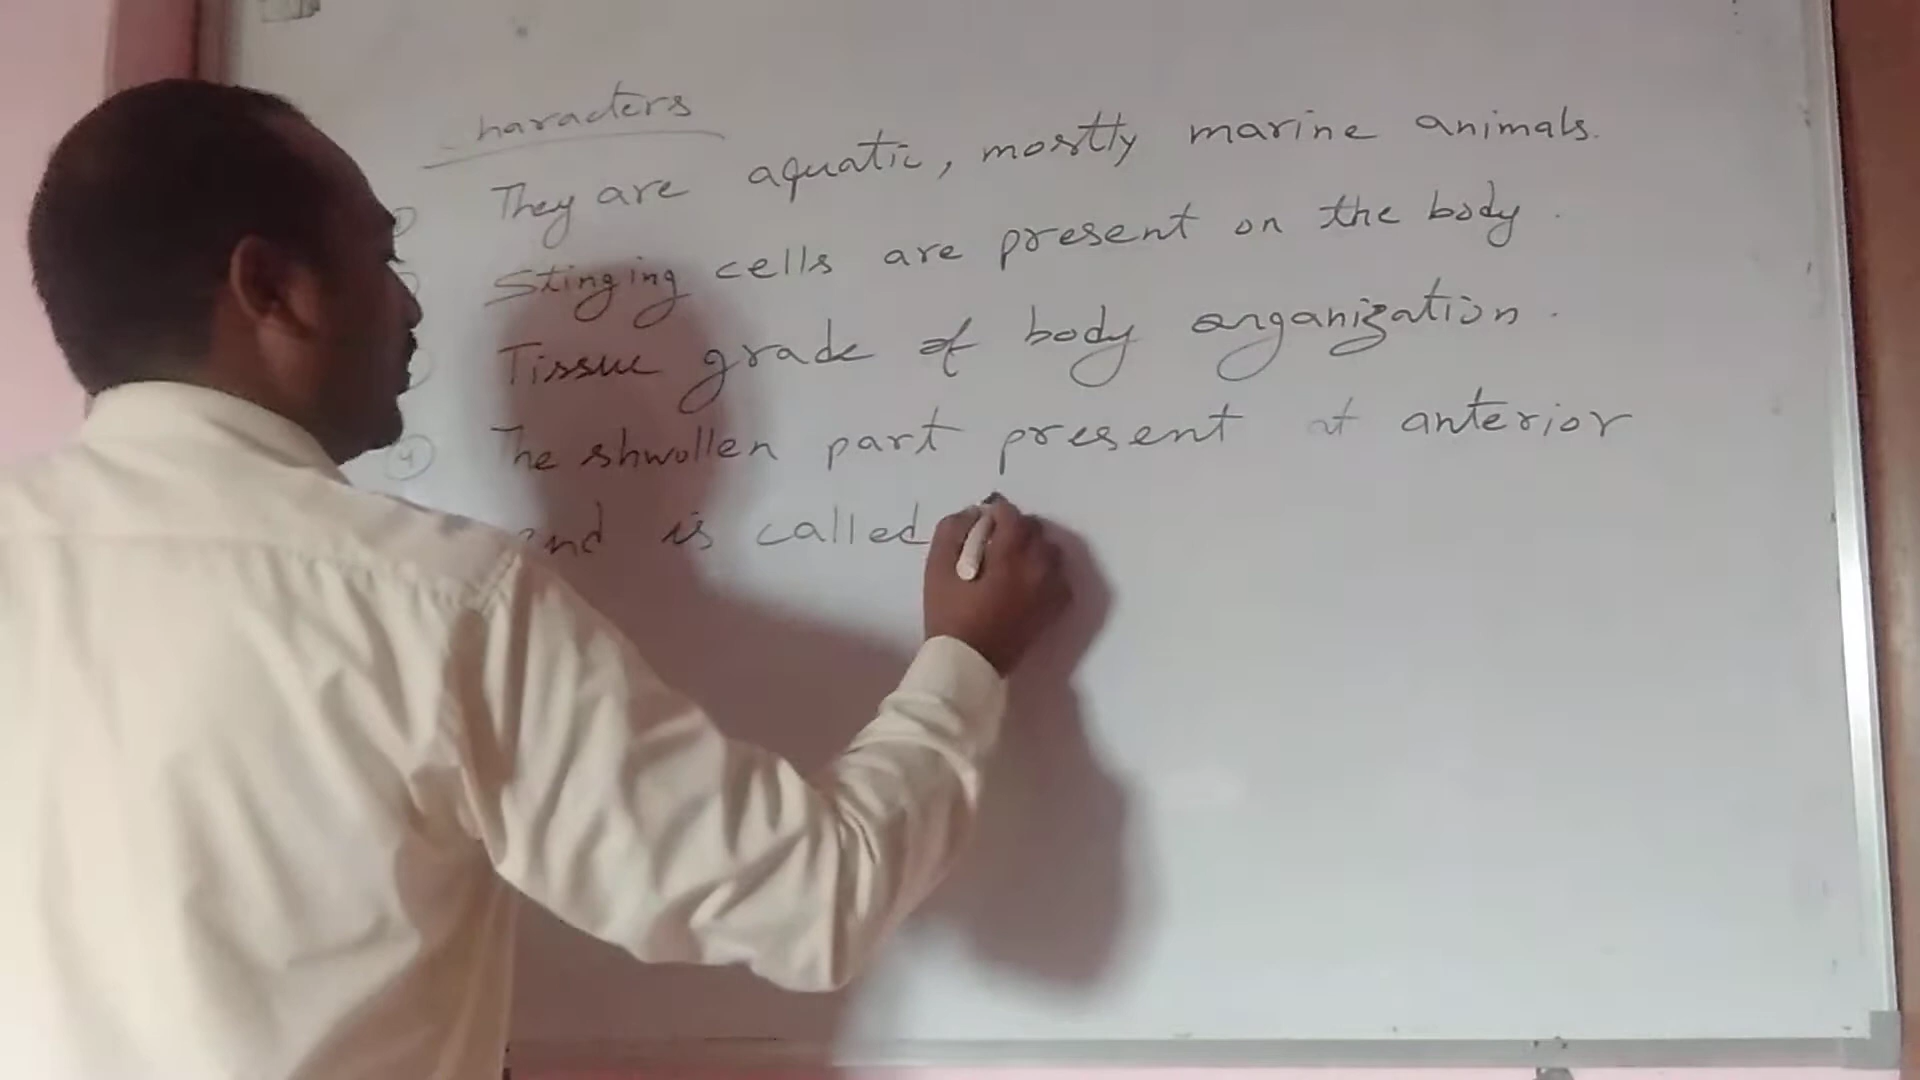 haracters
They are aquatic, mostly marine animals.
Stinging cells are present on the body.
Tissue grade of body organization.
4 The shwollen part present at anterior
end is called